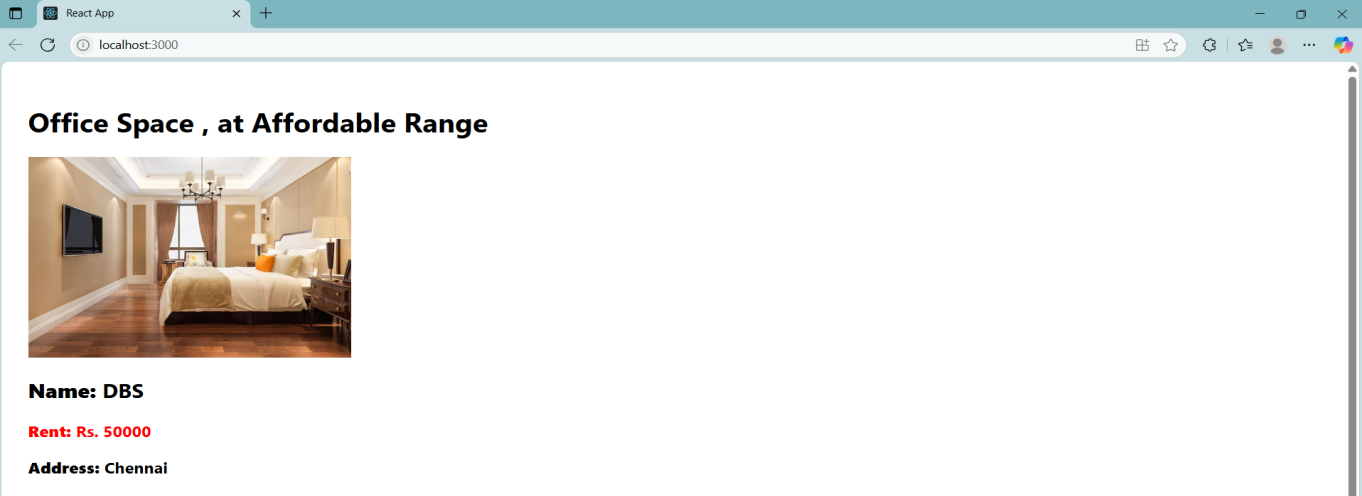 React App
localhost:3000
Office Space , at Affordable Range
Name: DBS
Rent: Rs. 50000
Address: Chennai